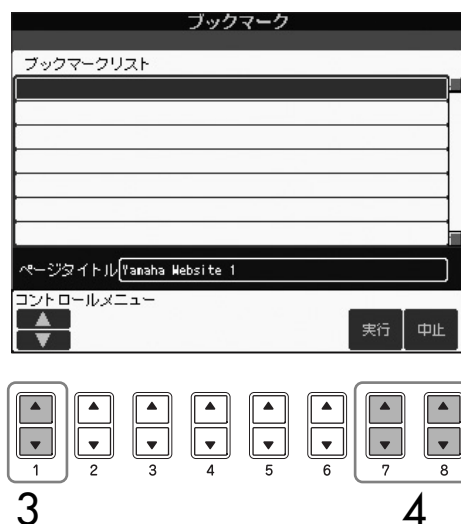 ブックマーク
ブックマークリスト
ページタイトル Yamaha Website 1
コントロールメニュー
実行 中止
1 2 3 4 5 6 7 8
3 4